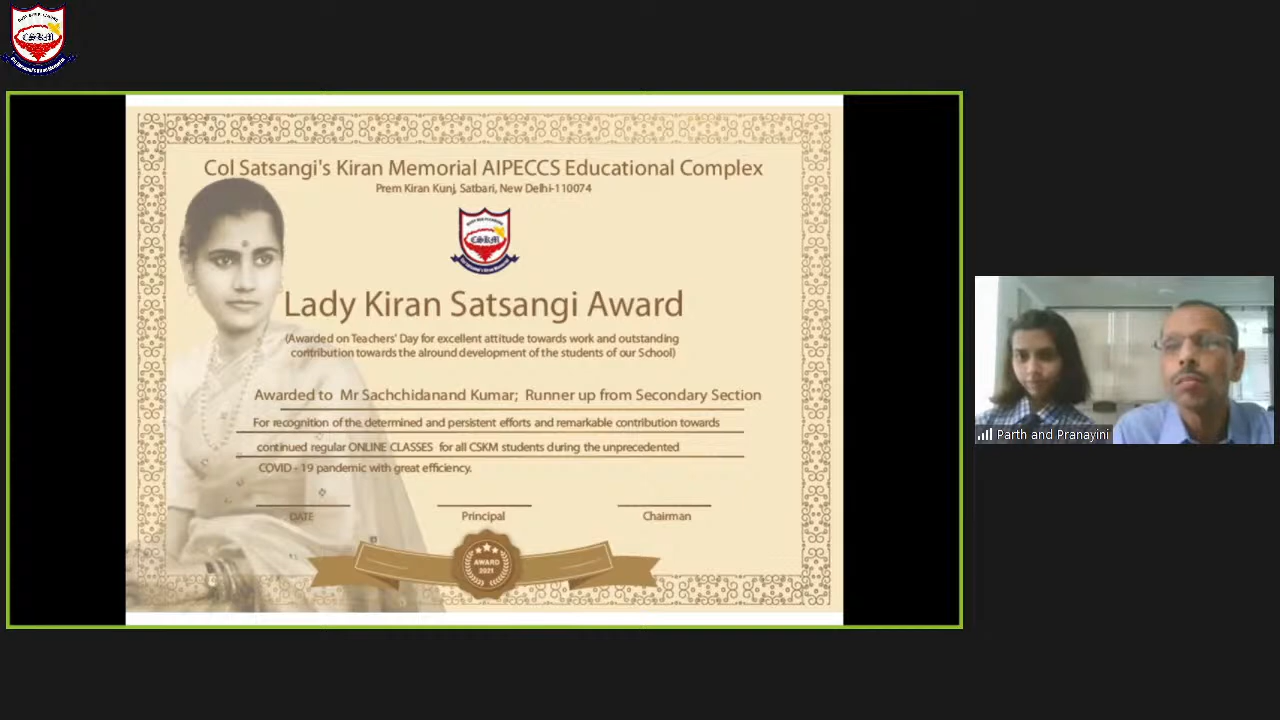 CSKM
Col Satsangi's Kiran Memorial AIPECCS Educational Complex
Prem Kiran Kunj, Satbari, New Delhi-110074
CSKM
Lady Kiran Satsangi Award
(Awarded on Teachers' Day for excellent attitude towards work and outstanding
contribution towards the alround development of the students of our School)
Awarded to Mr Sachchidanand Kumar; Runner up from Secondary Section
For recognition of the determined and persistent efforts and remarkable contribution towards
continued regular ONLINE CLASSES for all CSKM students during the unprecedented
COVID - 19 pandemic with great efficiency.
DATE Principal Chairman
AWARD
2021
Parth and Pranayini